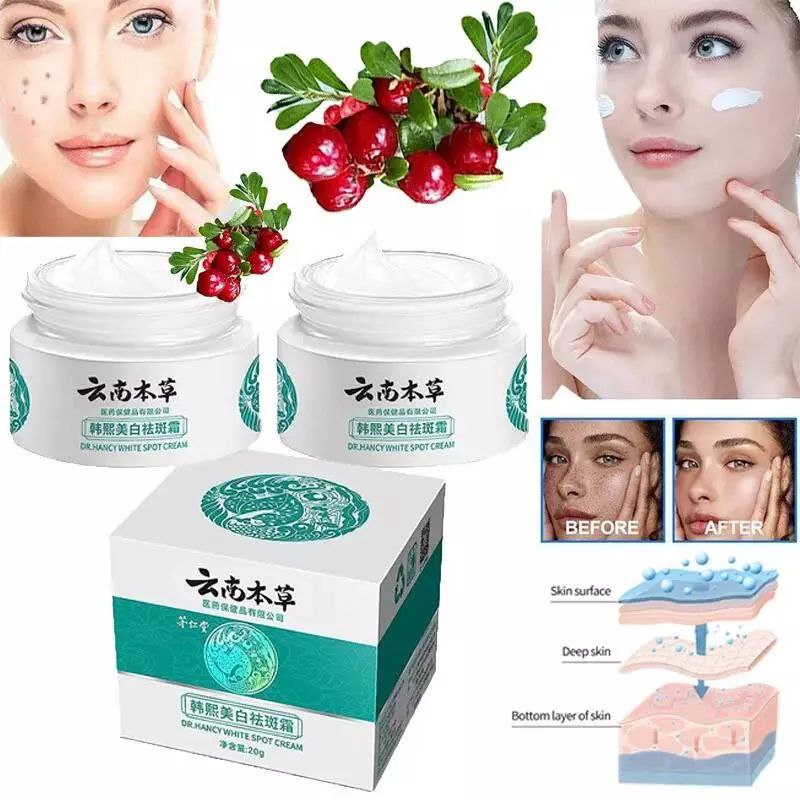 云南本草
医药保健品有限公司
韩熙美白祛斑霜
DR.HANCY WHITE SPOT CREAM
云南本草
医药保健品有限公司
韩熙美白祛斑霜
DR.HANCY WHITE SPOT CREAM
BEFORE
AFTER
云南本草
医药保健品有限公司
韩熙美白祛斑霜
DR.HANCY WHITE SPOT CREAM
净含量:20g
Skin surface
Deep skin
Bottom layer of skin